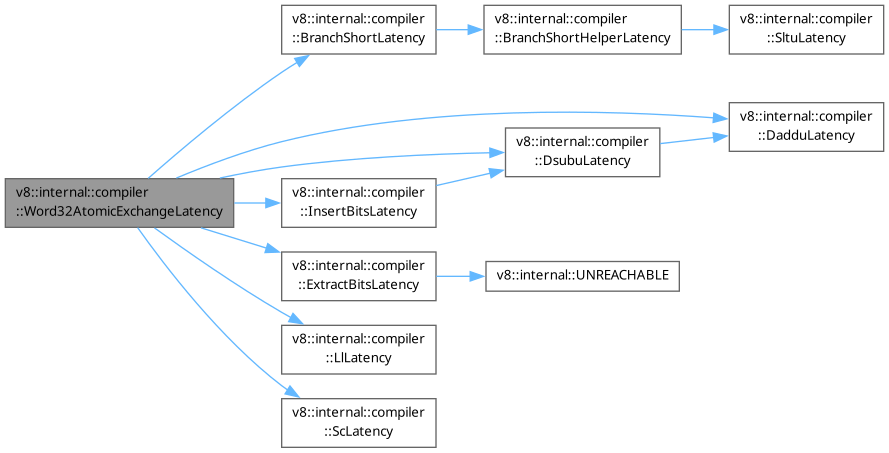 v8::internal::compiler
::BranchShortLatency
v8::internal::compiler
::BranchShortHelperLatency
v8::internal::compiler
::SltuLatency
v8::internal::compiler
::DadduLatency
v8::internal::compiler
::DsubuLatency
v8::internal::compiler
::Word32AtomicExchangeLatency
v8::internal::compiler
::InsertBitsLatency
v8::internal::compiler
::ExtractBitsLatency
v8::internal::UNREACHABLE
v8::internal::compiler
::LlLatency
v8::internal::compiler
::ScLatency